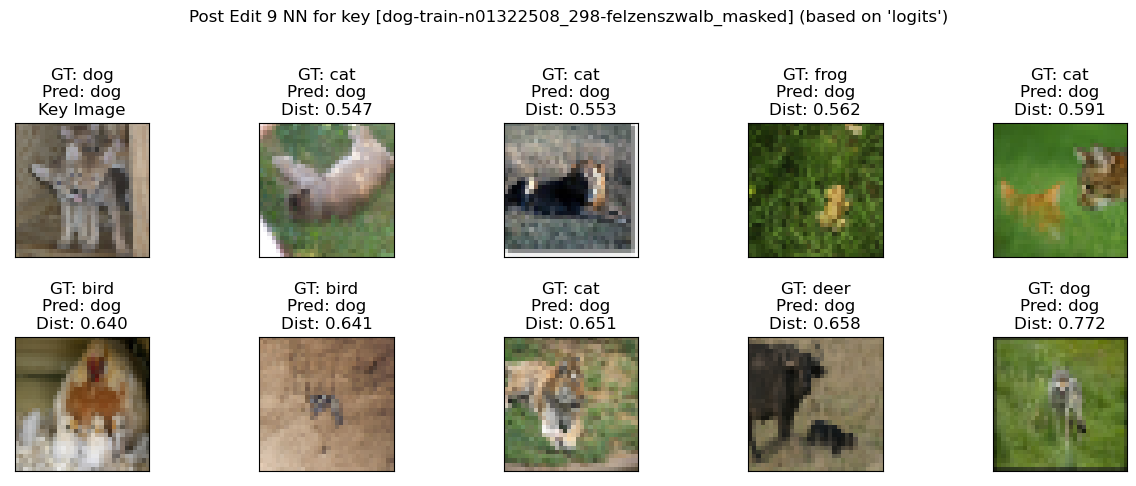 Post Edit 9 NN for key [dog-train-n01322508_298-felzenszwalb_masked] (based on 'logits')
GT: dog
Pred: dog
Key Image
GT: cat
Pred: dog
Dist: 0.547
GT: cat
Pred: dog
Dist: 0.553
GT: frog
Pred: dog
Dist: 0.562
GT: cat
Pred: dog
Dist: 0.591
GT: bird
Pred: dog
Dist: 0.640
GT: bird
Pred: dog
Dist: 0.641
GT: cat
Pred: dog
Dist: 0.651
GT: deer
Pred: dog
Dist: 0.658
GT: dog
Pred: dog
Dist: 0.772